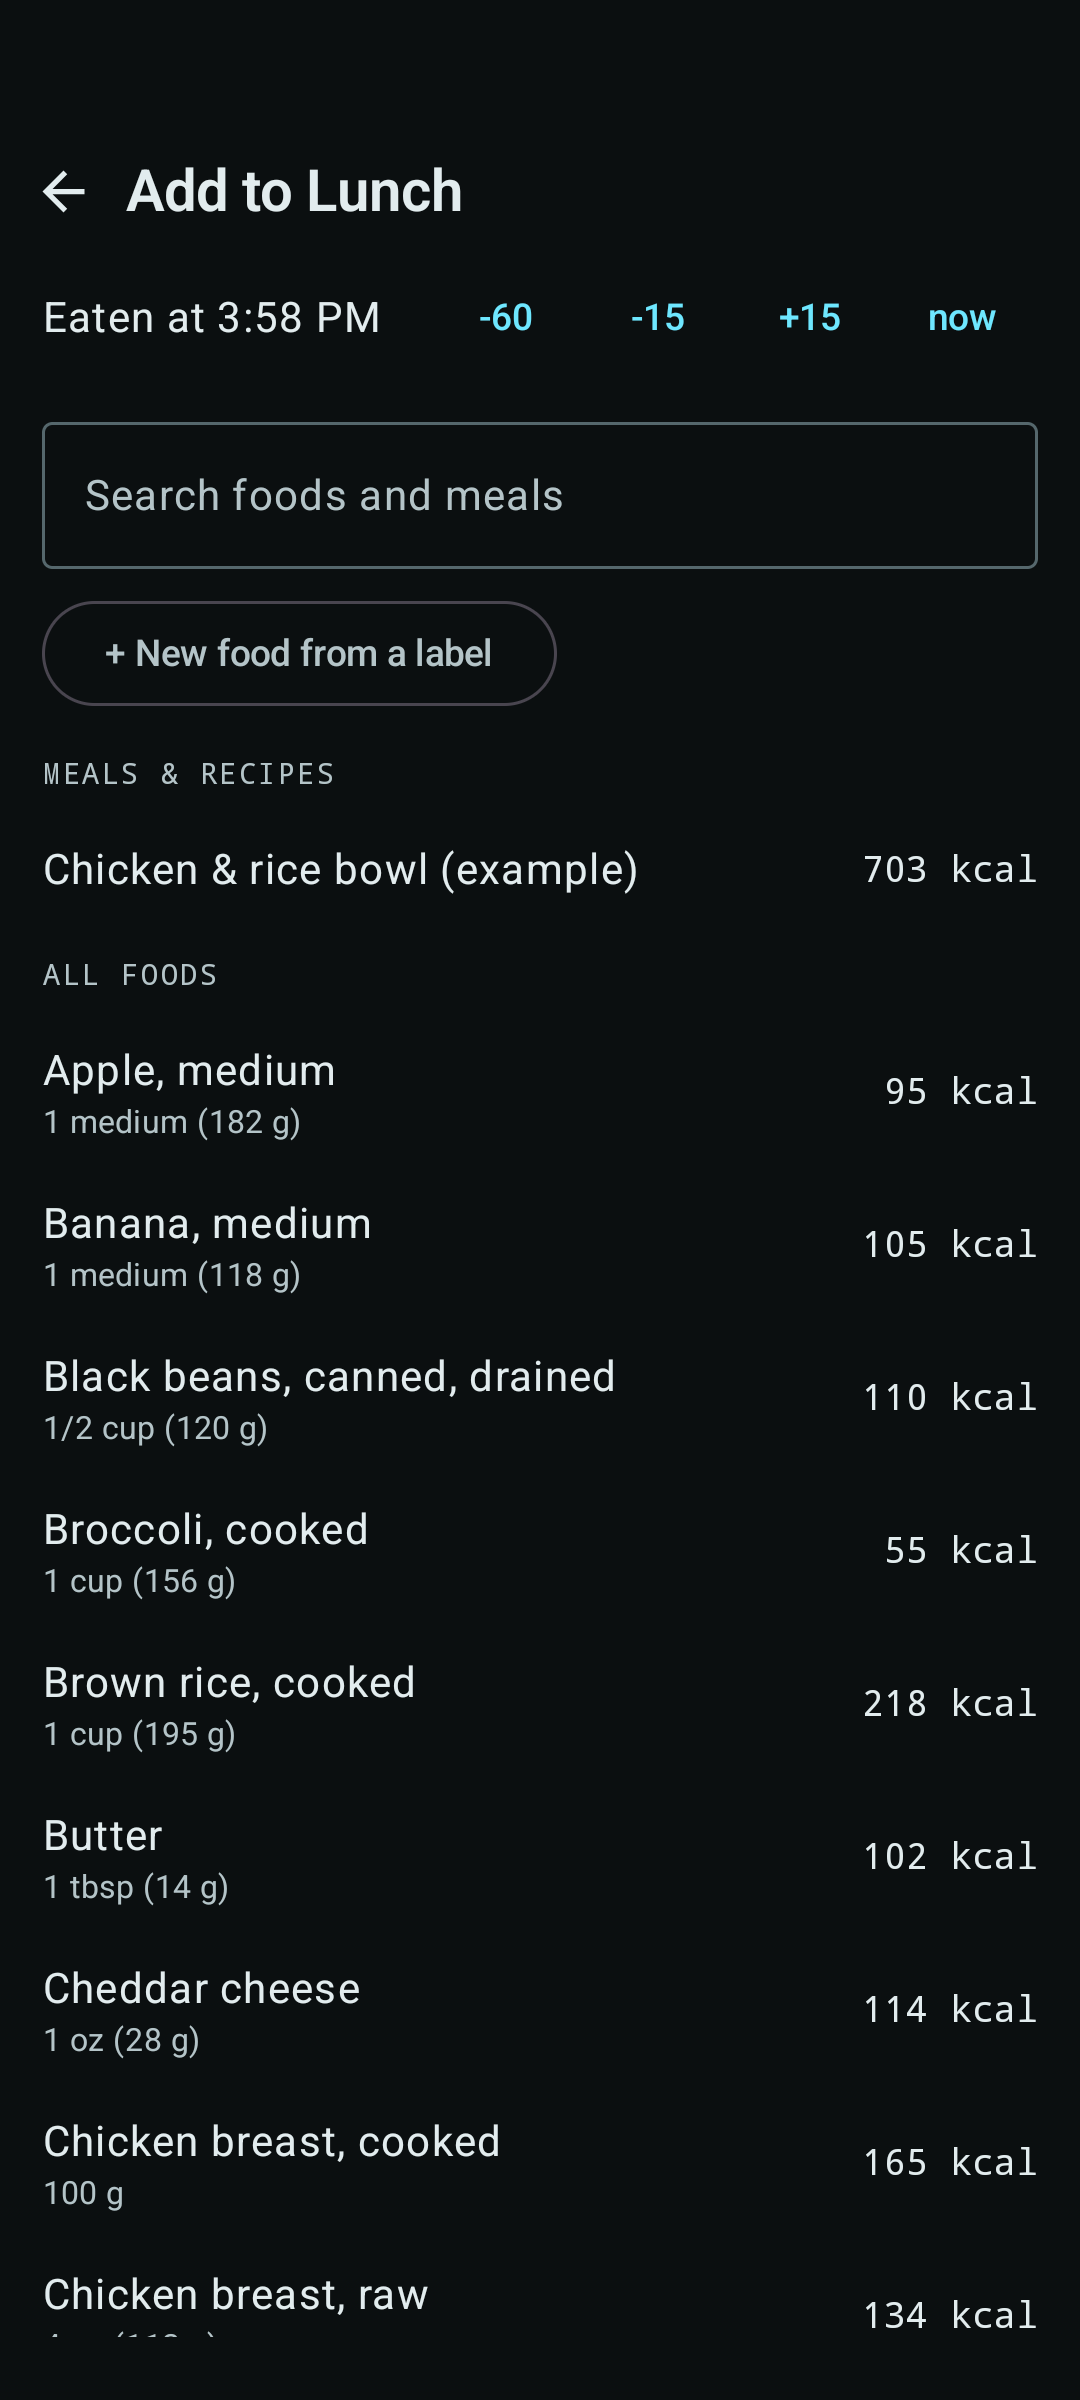 Add to Lunch
Eaten at 3:58 PM -60 -15 +15 now
Search foods and meals
+ New food from a label
MEALS & RECIPES
Chicken & rice bowl (example) 703 kcal
ALL FOODS
Apple, medium 95 kcal
1 medium (182 g)
Banana, medium 105 kcal
1 medium (118 g)
Black beans, canned, drained 110 kcal
1/2 cup (120 g)
Broccoli, cooked 55 kcal
1 cup (156 g)
Brown rice, cooked 218 kcal
1 cup (195 g)
Butter 102 kcal
1 tbsp (14 g)
Cheddar cheese 114 kcal
1 oz (28 g)
Chicken breast, cooked 165 kcal
100 g
Chicken breast, raw 134 kcal